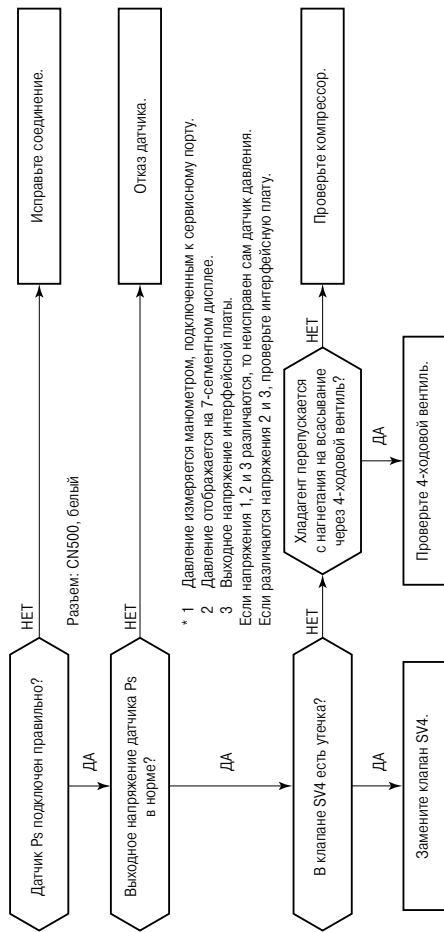 Датчик Ps подключен правильно?
НЕТ
Исправьте соединение.
Разъем: CN500, белый
ДА
Выходное напряжение датчика Ps
в норме?
НЕТ
Отказ датчика.
* 1 Давление измеряется манометром, подключенным к сервисному порту.
2 Давление отображается на 7-сегментном дисплее.
3 Выходное напряжение интерфейсной платы.
Если напряжения 1, 2 и 3 различаются, то неисправен сам датчик давления.
Если различаются напряжения 2 и 3, проверьте интерфейсную плату.
ДА
В клапане SV4 есть утечка?
НЕТ
Хладагент перепускается
с нагнетания на всасывание
через 4-ходовой вентиль?
НЕТ
Проверьте компрессор.
ДА
Замените клапан SV4.
ДА
Проверьте 4-ходовой вентиль.